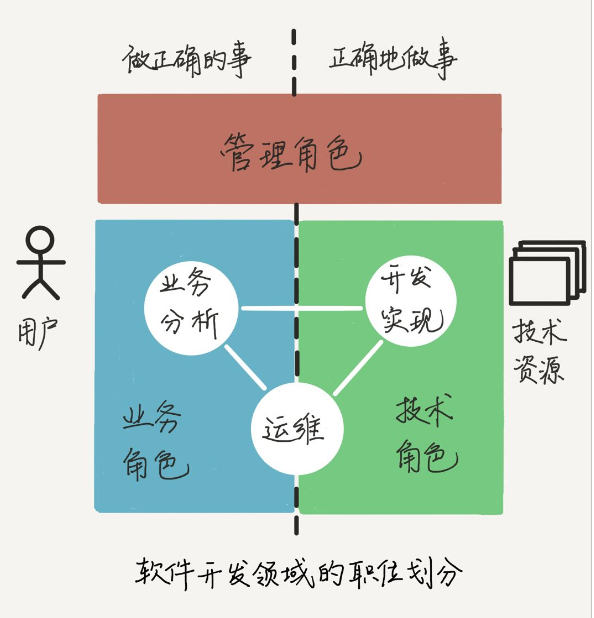 做正确的事
正确地做事
管理角色
用户
业务
分析
开发
实现
技术
资源
运维
业务
角色
技术
角色
软件开发领域的职位划分